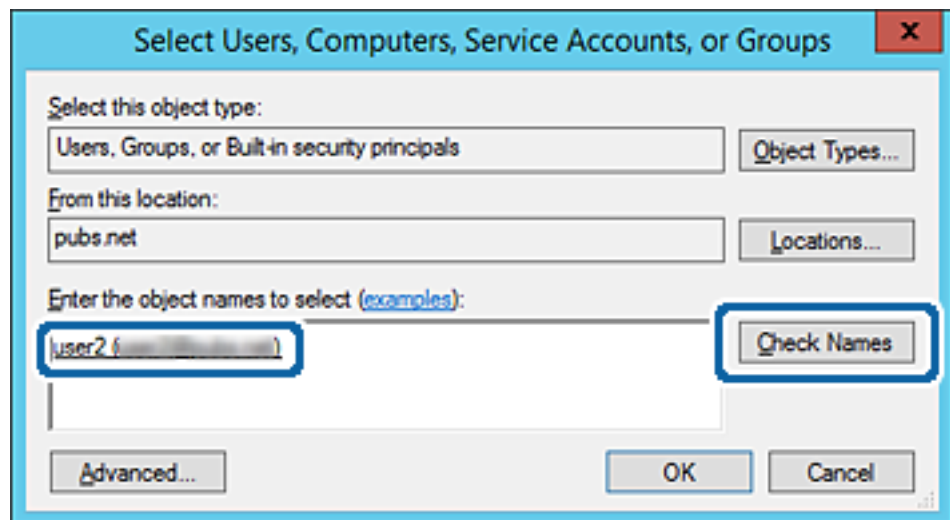 Select Users, Computers, Service Accounts, or Groups
x
Select this object type:
Users, Groups, or Built-in security principals
Object Types...
From this location:
pubs.net
Locations...
Enter the object names to select (examples):
user2 (
)
Check Names
Advanced...
OK
Cancel